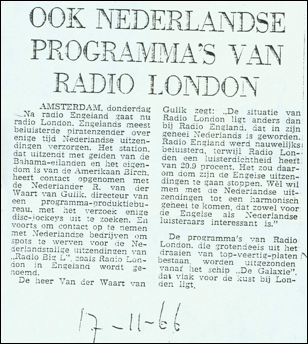 OOK NEDERLANDSE
PROGRAMMA'S VAN
RADIO LONDON
AMSTERDAM, donderdag
„Na radio Engeland gaat nu
radio Londen, Engelands meest
beluisterde piratenzender over
enige tijd Nederlandse uitzen-
dingen verzorgen. Het station,
dat uitzendt met gelden van de
Bahama-eilanden en het eigen-
dom is van de Amerikaan Birch,
heeft contact opgenomen met
de Nederlander R. van der
Waart van Gulik, directeur van
een programma-produktiebu-
reau, met het verzoek enige
disc-jockeys uit te zoeken. En
voorts om contact op te nemen
met Nederlandse bedrijven om
spots te werven voor de Ne-
derlandstalige uitzendingen van
„Radio Big L”, zoals Radio Lon-
don in Engeland wordt ge-
noemd.
De heer Van der Waart van
Gulik zegt: „De situatie van
Radio London ligt anders dan
bij Radio England, dat in zijn
geheel Nederlands is geworden.
Radio England werd nauwelijks
beluisterd, terwijl Radio Lon-
den een luisterdichtheid heeft
van 20.9 procent. Het zou daar-
om dom zijn de Engelse uitzen-
dingen te gaan stoppen. Wèl wil
men met de Nederlandse uit-
zendingen tot een harmonisch
geheel te komen, dat zowel voor
de Engelse als Nederlandse
luisteraars interessant is.”
De programma's van Radio
London, die grotendeels uit het
draaien van top-veertig-platen
bestaan, worden uitgezonden
vanaf het schip „De Galaxie”,
dat vlak voor de kust bij Lon-
den ligt.
17-11-66